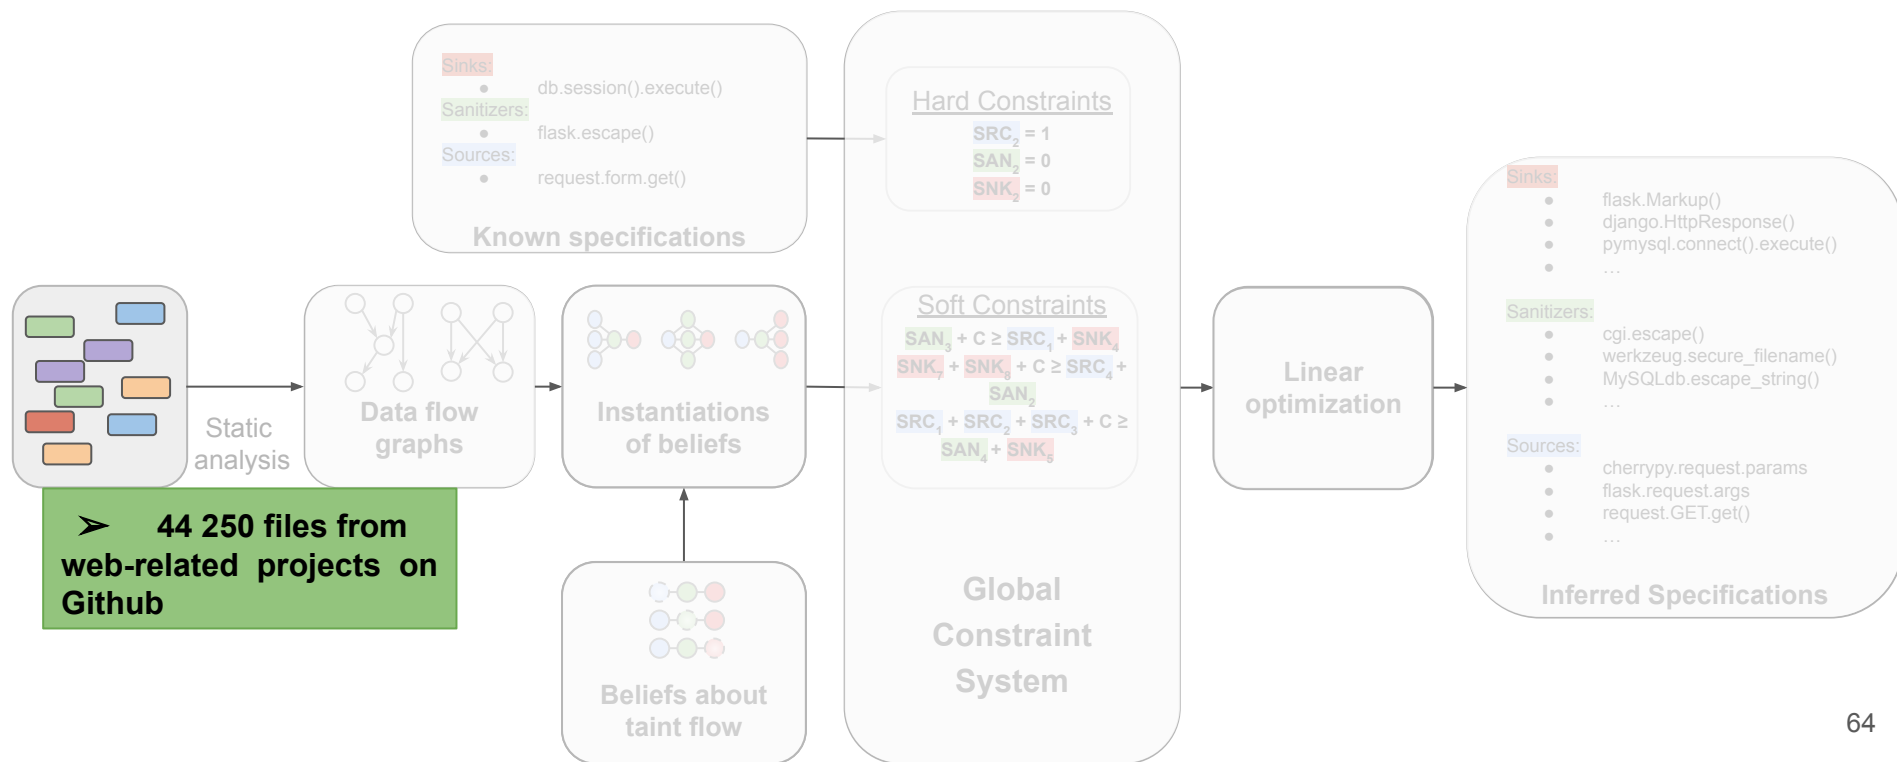 Sinks:
● db.session().execute()
Sanitizers:
● flask.escape()
Sources:
● request.form.get()
Known specifications
Hard Constraints
SRC₂ = 1
SAN₂ = 0
SNK₂ = 0
Soft Constraints
SAN₃ + C ≥ SRC₁ + SNK₄
SNK₇ + SNK₈ + C ≥ SRC₄ +
SAN₂
SRC₁ + SRC₂ + SRC₃ + C ≥
SAN₄ + SNK₅
Global
Constraint
System
Static
analysis
Data flow
graphs
Instantiations
of beliefs
Beliefs about
taint flow
Linear
optimization
Sinks:
● flask.Markup()
● django.HttpResponse()
● pymysql.connect().execute()
● …
Sanitizers:
● cgi.escape()
● werkzeug.secure_filename()
● MySQLdb.escape_string()
● …
Sources:
● cherrypy.request.params
● flask.request.args
● request.GET.get()
● …
Inferred Specifications
➢ 44 250 files from
web-related projects on
Github
64